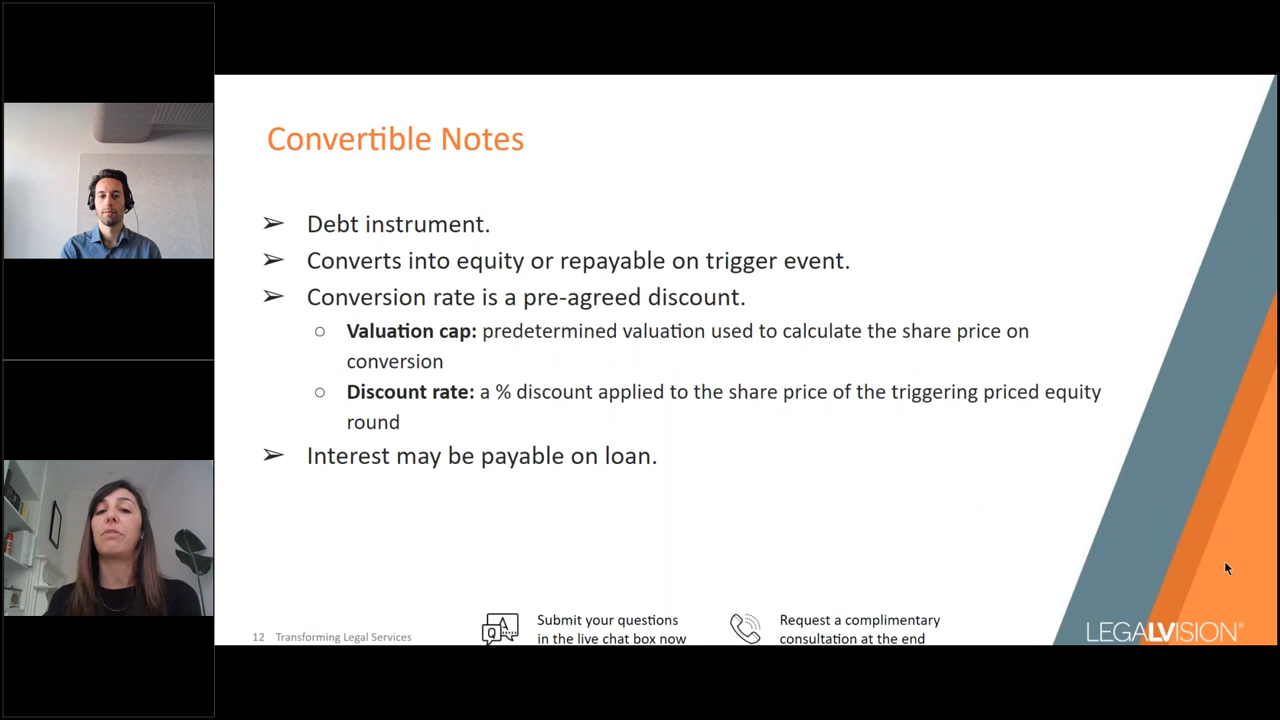 Convertible Notes
➢ Debt instrument.
➢ Converts into equity or repayable on trigger event.
➢ Conversion rate is a pre-agreed discount.
○ Valuation cap: predetermined valuation used to calculate the share price on
conversion
○ Discount rate: a % discount applied to the share price of the triggering priced equity
round
➢ Interest may be payable on loan.
12 Transforming Legal Services
Q A
Submit your questions
in the live chat box now
Request a complimentary
consultation at the end
LEGALVISION®